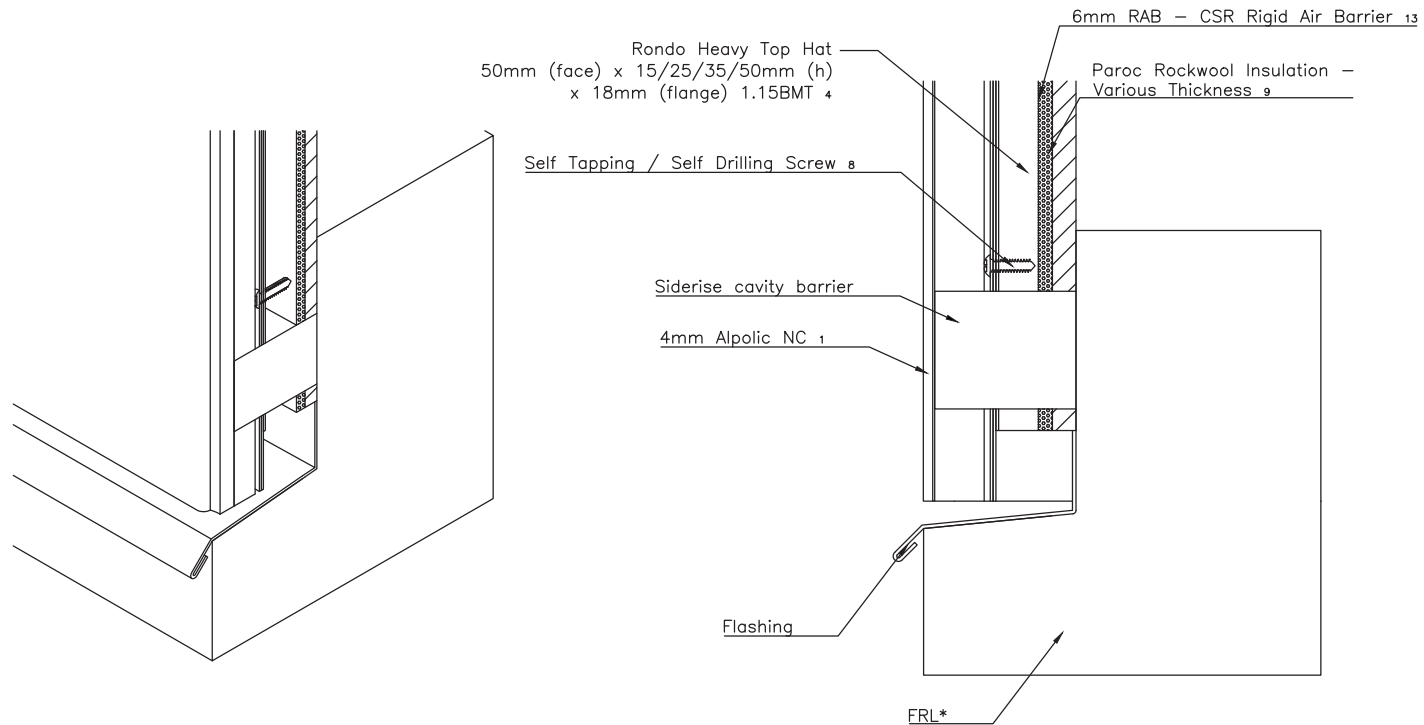 6mm RAB – CSR Rigid Air Barrier 13
Rondo Heavy Top Hat
50mm (face) x 15/25/35/50mm (h)
x 18mm (flange) 1.15BMT 4
Paroc Rockwool Insulation –
Various Thickness 9
Self Tapping / Self Drilling Screw 8
Siderise cavity barrier
4mm Alpolic NC 1
Flashing
FRL*